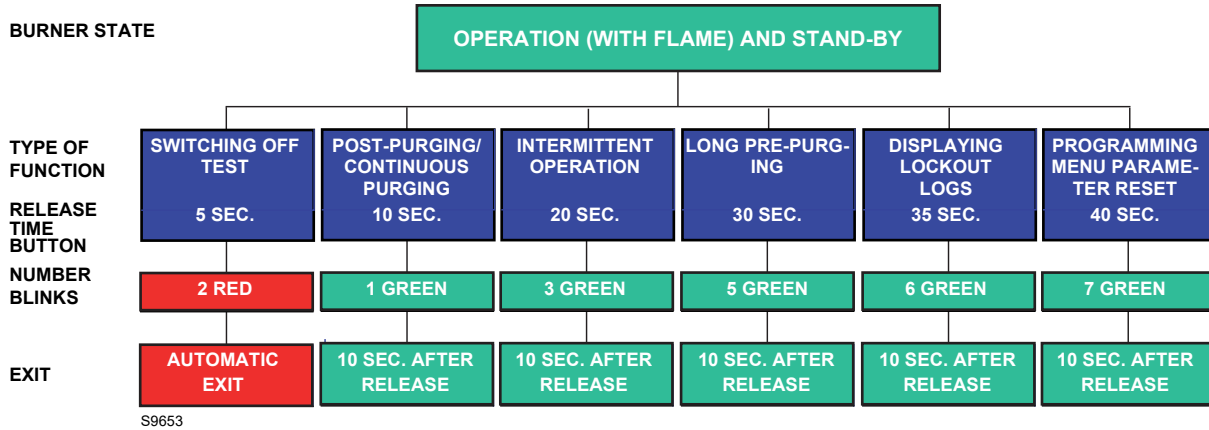 BURNER STATE
OPERATION (WITH FLAME) AND STAND-BY
TYPE OF
FUNCTION
SWITCHING OFF
TEST
POST-PURGING/
CONTINUOUS
PURGING
INTERMITTENT
OPERATION
LONG PRE-PURG-
ING
DISPLAYING
LOCKOUT
LOGS
PROGRAMMING
MENU PARAME-
TER RESET
RELEASE
TIME
BUTTON
5 SEC.
10 SEC.
20 SEC.
30 SEC.
35 SEC.
40 SEC.
NUMBER
BLINKS
2 RED
1 GREEN
3 GREEN
5 GREEN
6 GREEN
7 GREEN
EXIT
AUTOMATIC
EXIT
10 SEC. AFTER
RELEASE
10 SEC. AFTER
RELEASE
10 SEC. AFTER
RELEASE
10 SEC. AFTER
RELEASE
10 SEC. AFTER
RELEASE
S9653